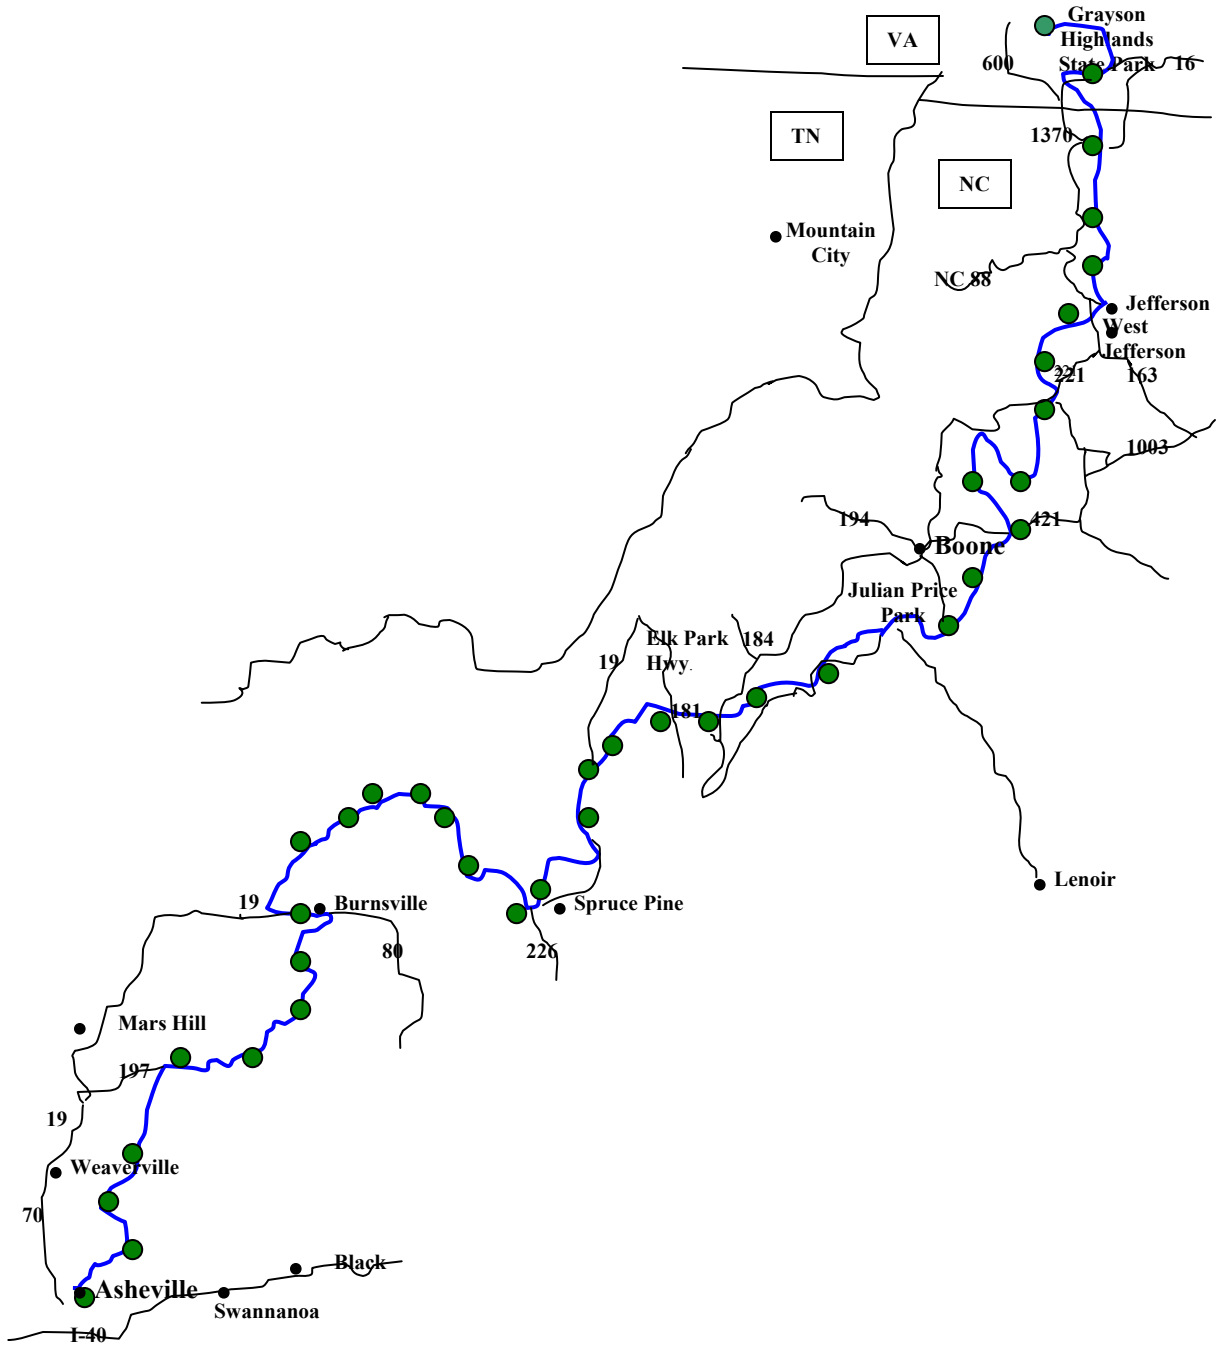 Grayson
Highlands
State Park
VA
600
16
TN
1370
NC
Mountain
City
NC 88
Jefferson
West
Jefferson
221
221
163
1003
194
421
Boone
Julian Price
Park
Elk Park
Hwy.
184
19
181
Lenoir
19
Burnsville
Spruce Pine
80
226
Mars Hill
197
19
Weaverville
70
Black
Asheville
Swannanoa
I-40